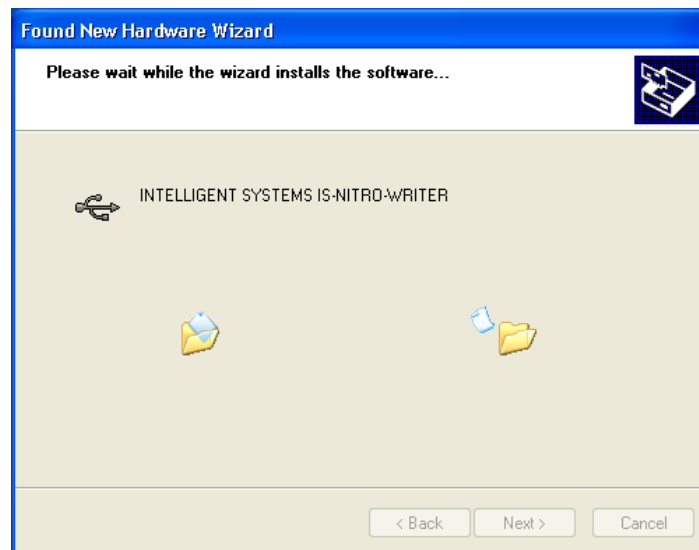 Found New Hardware Wizard
Please wait while the wizard installs the software...
INTELLIGENT SYSTEMS IS-NITRO-WRITER
< Back
Next >
Cancel